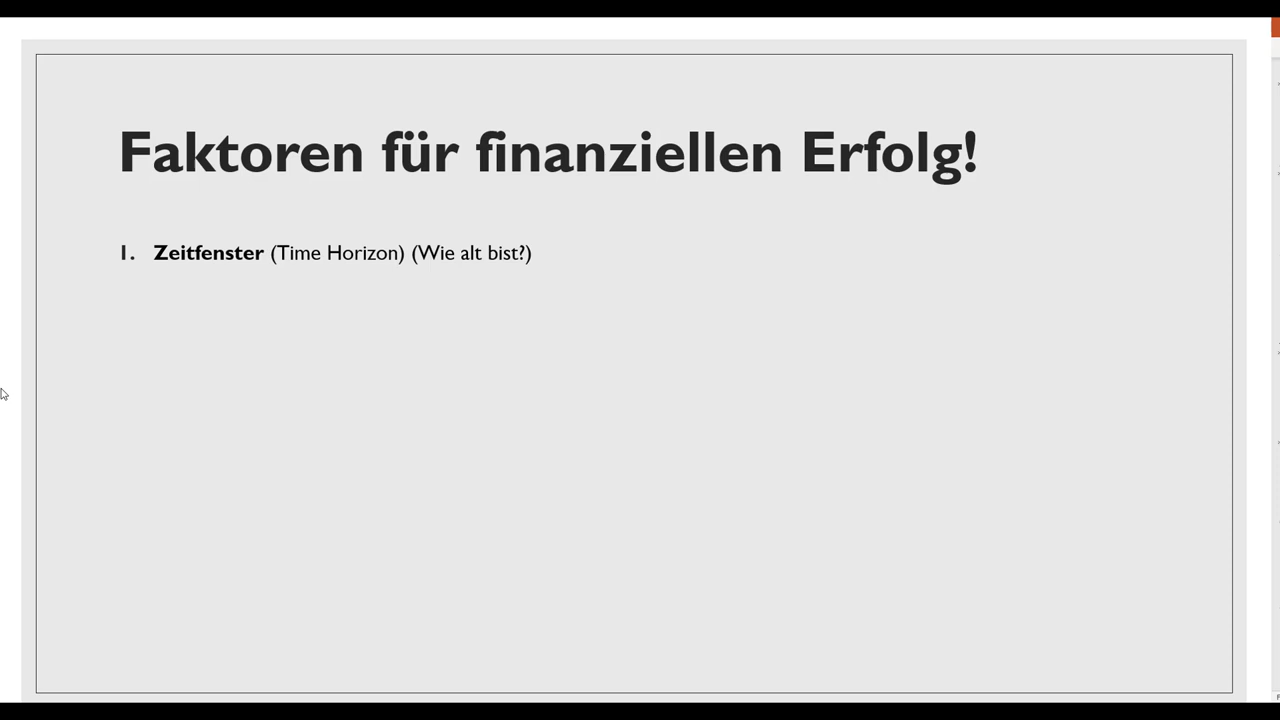 Faktoren für finanziellen Erfolg!
1. Zeitfenster (Time Horizon) (Wie alt bist?)